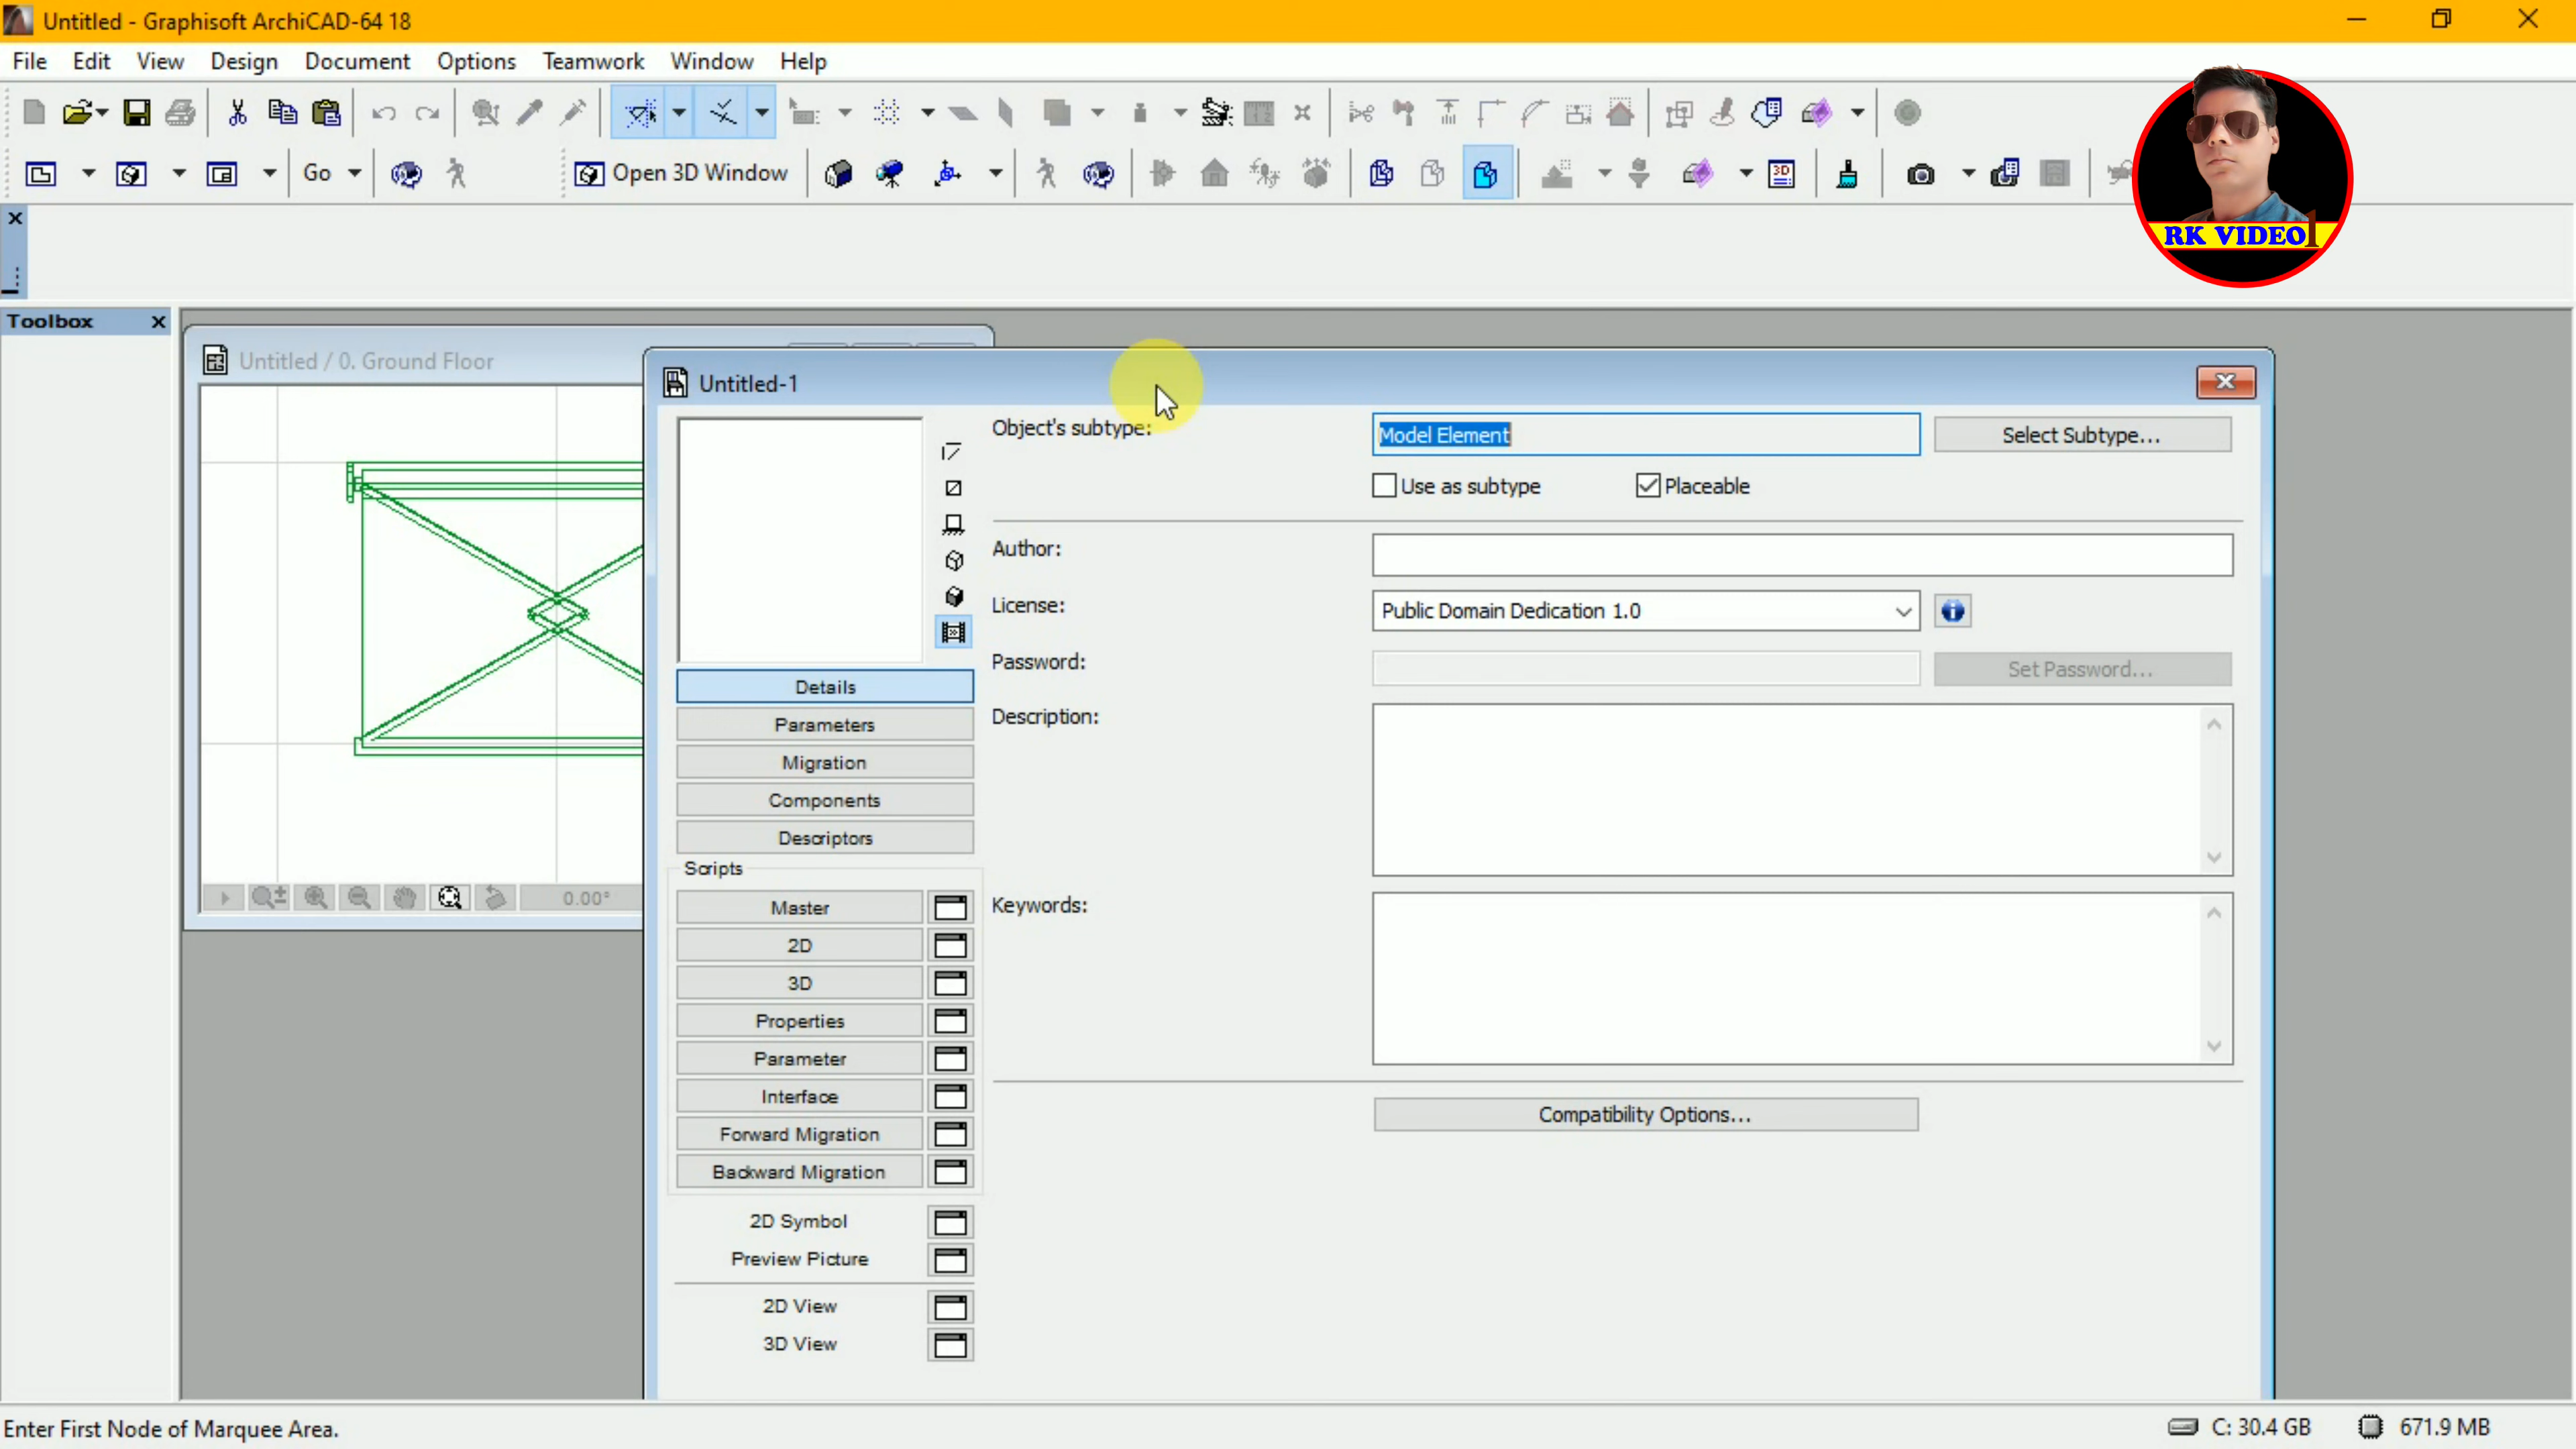 Untitled - Graphisoft ArchiCAD-64 18
File Edit View Design Document Options Teamwork Window Help
Go Open 3D Window 3D
RK VIDEO1
Toolbox
Untitled / 0. Ground Floor
Untitled-1
Object's subtype: Model Element Select Subtype...
Use as subtype Placeable
Author:
License: Public Domain Dedication 1.0
Password: Set Password...
Details
Description:
Parameters
Migration
Components
Descriptors
Scripts
0.00°
Master
Keywords:
2D
3D
Properties
Parameter
Interface
Compatibility Options...
Forward Migration
Backward Migration
2D Symbol
Preview Picture
2D View
3D View
Enter First Node of Marquee Area. C: 30.4 GB 671.9 MB